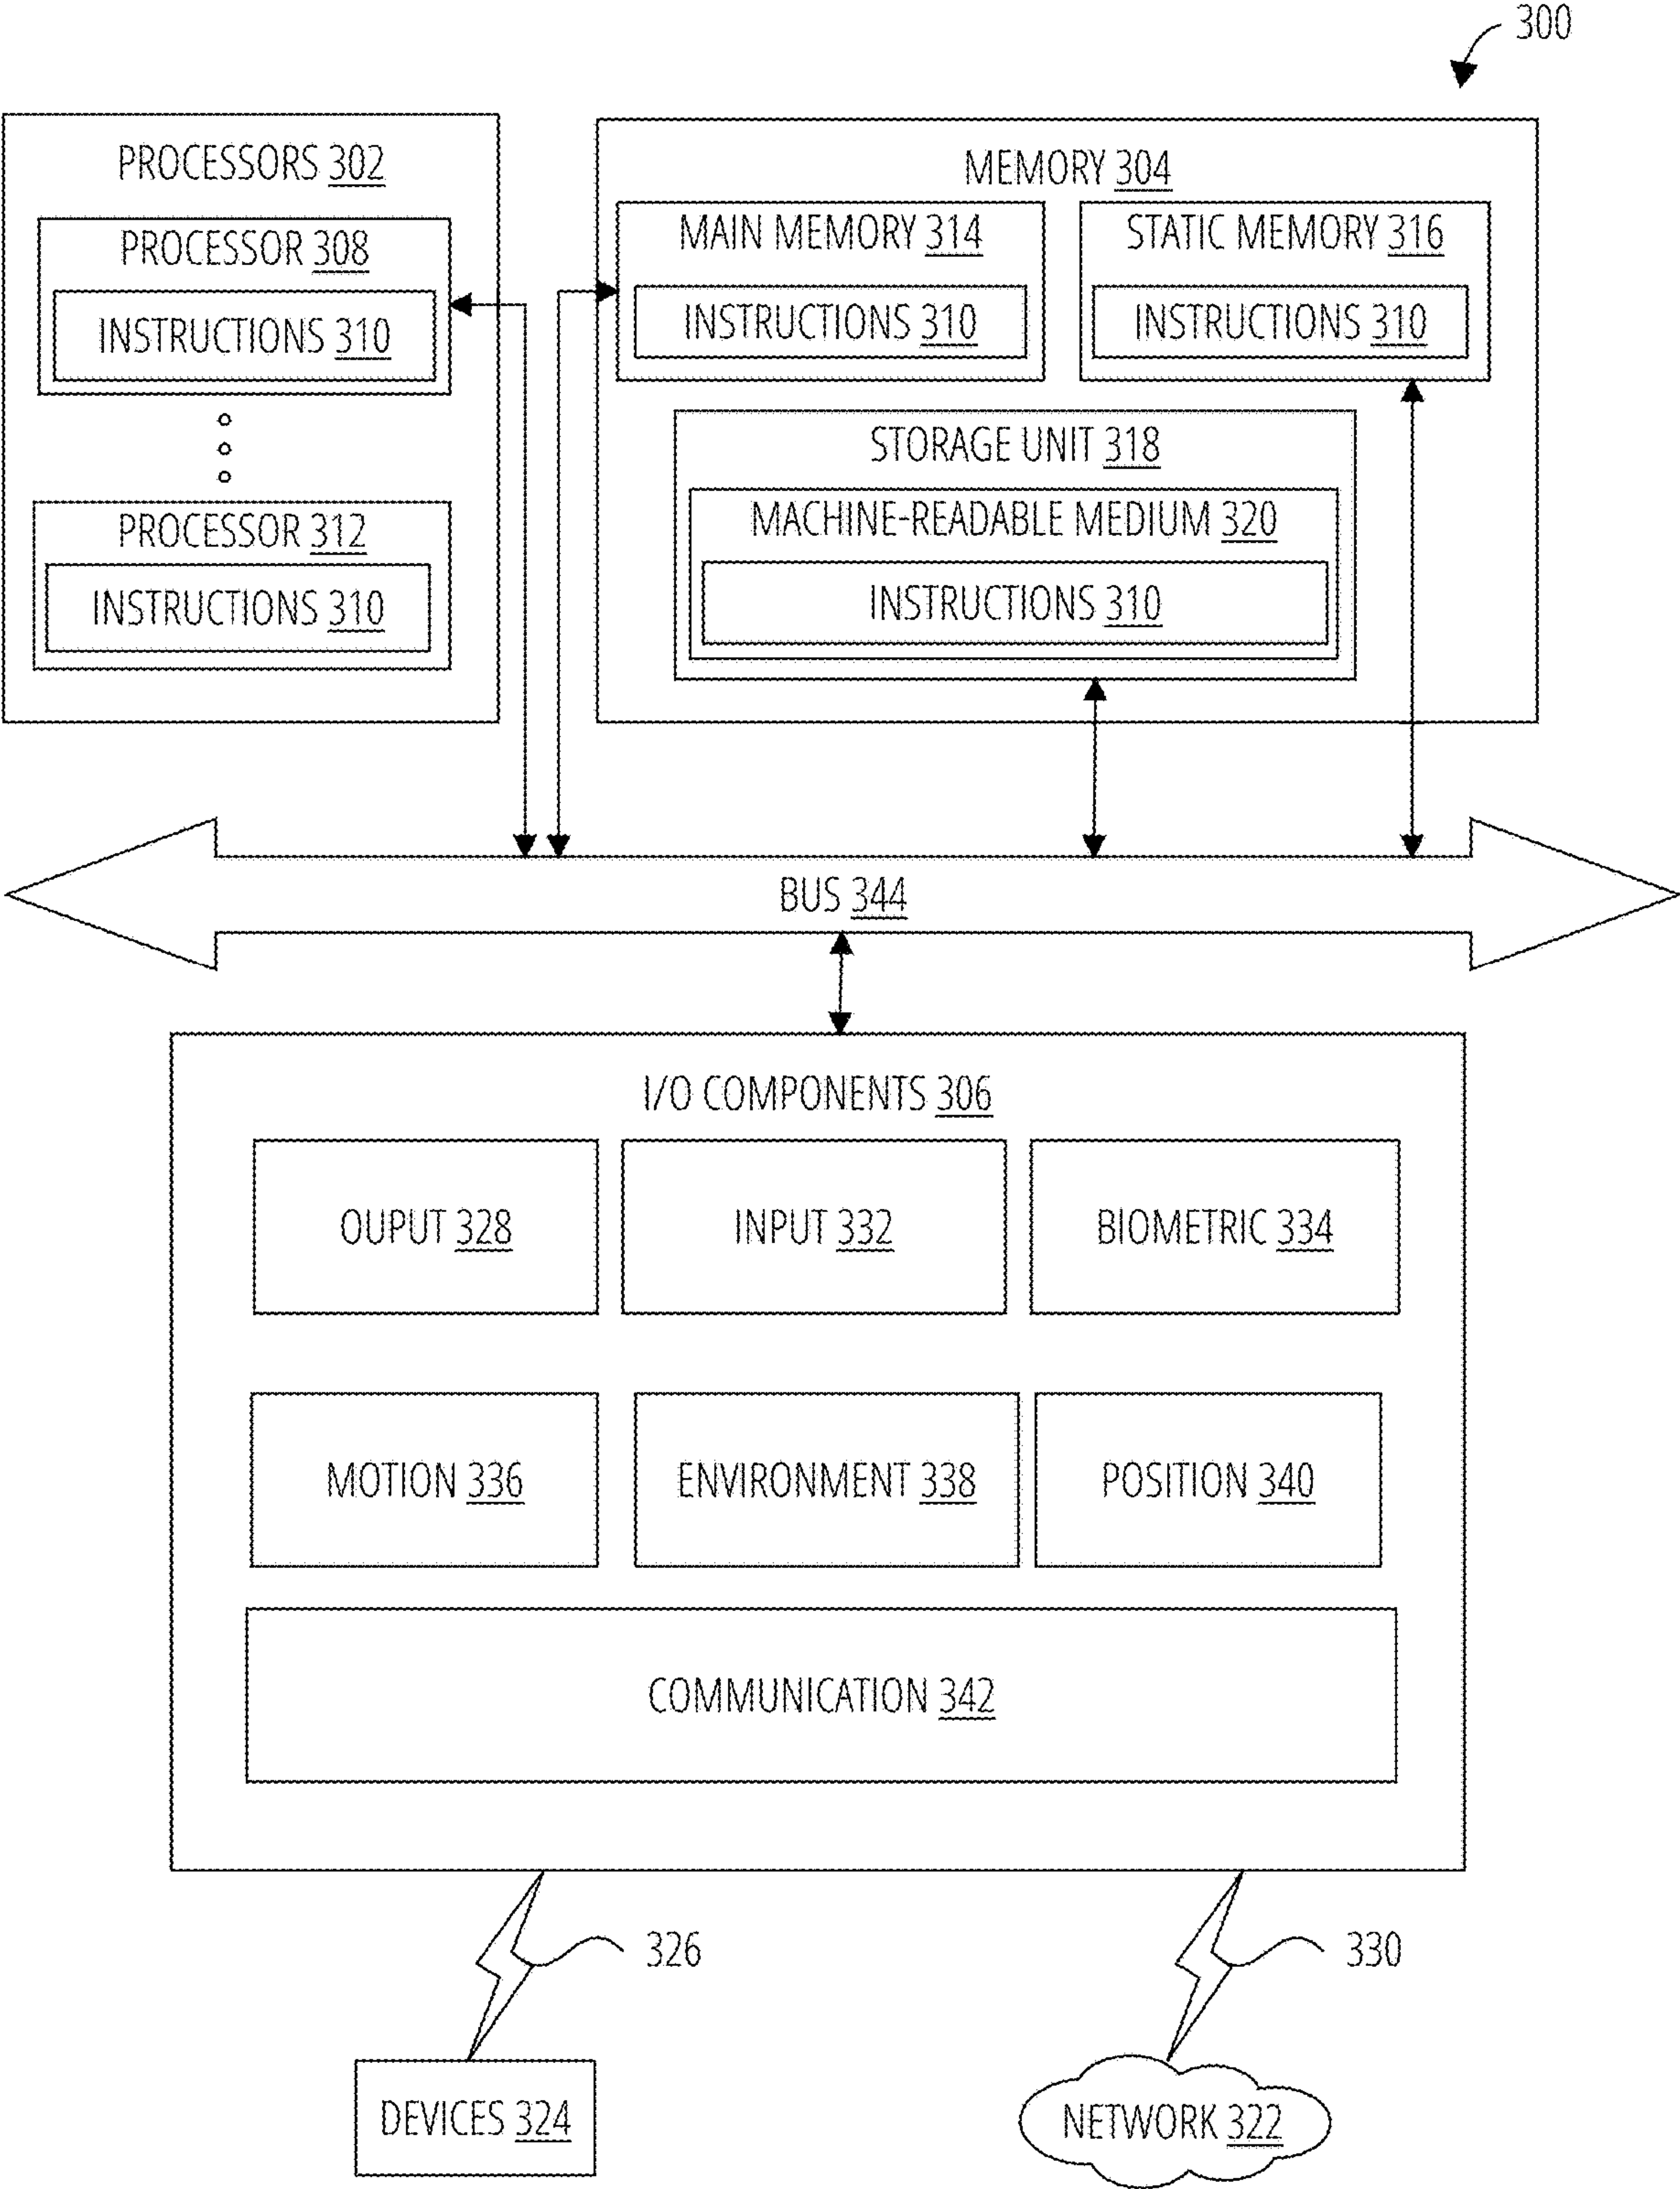 300
PROCESSORS 302
PROCESSOR 308
INSTRUCTIONS 310
PROCESSOR 312
INSTRUCTIONS 310
MEMORY 304
MAIN MEMORY 314
INSTRUCTIONS 310
STATIC MEMORY 316
INSTRUCTIONS 310
STORAGE UNIT 318
MACHINE-READABLE MEDIUM 320
INSTRUCTIONS 310
BUS 344
I/O COMPONENTS 306
OUPUT 328
INPUT 332
BIOMETRIC 334
MOTION 336
ENVIRONMENT 338
POSITION 340
COMMUNICATION 342
326
330
DEVICES 324
NETWORK 322